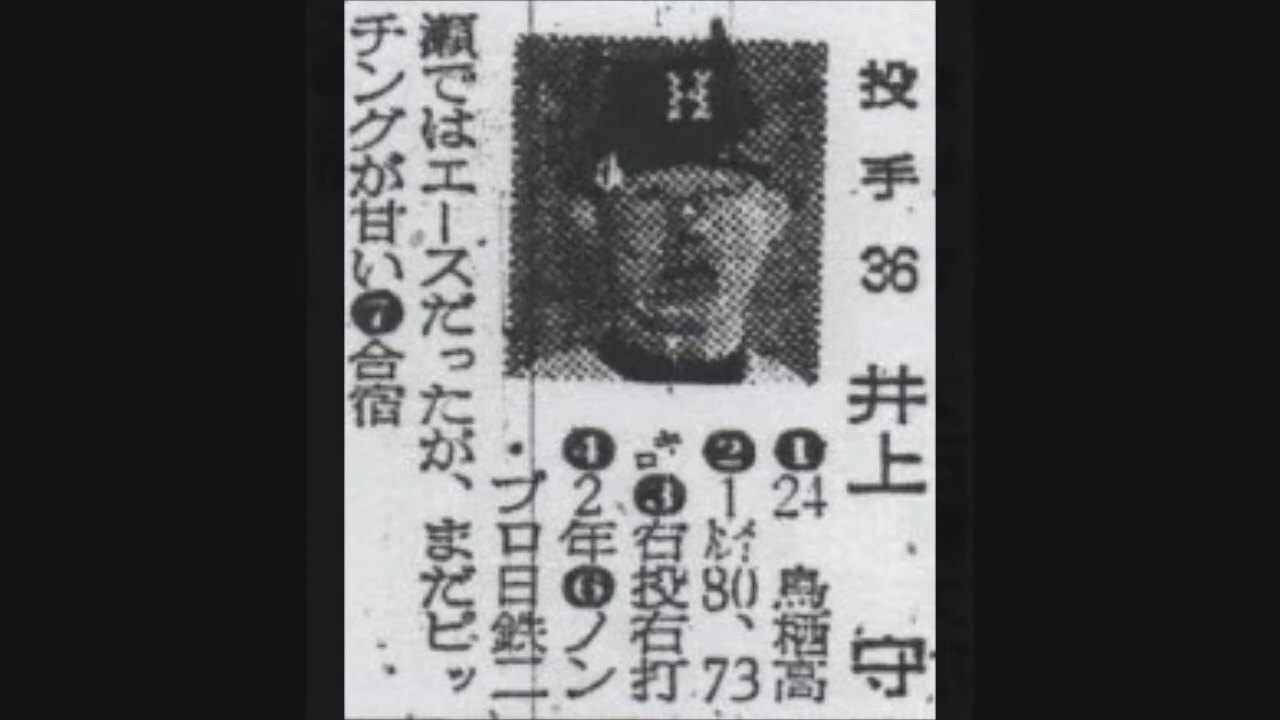 投手36 井上 守
❶24 鳥栖高
❷1メートル80、73
キロ❸右投右打
❹2年❻ノン
・プロ日鉄二
瀬ではエースだったが、まだピッ
チングが甘い❼合宿
H